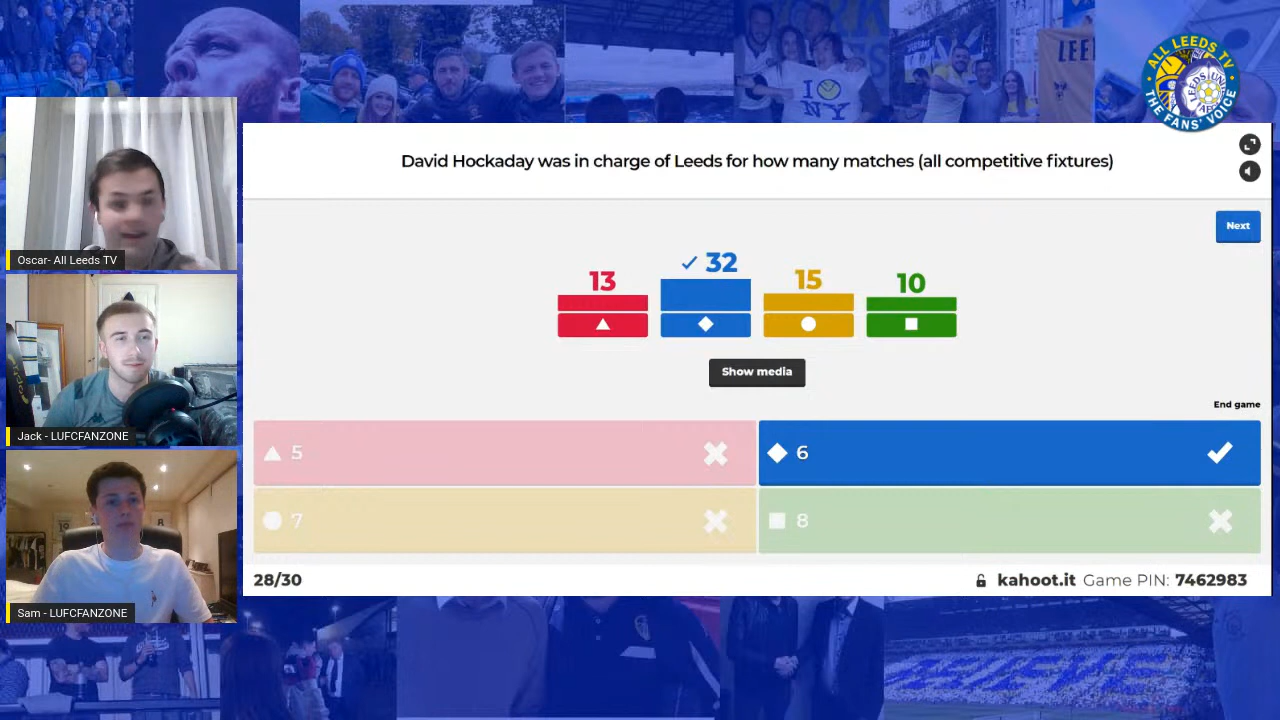 ALL LEEDS TV
THE FANS' VOICE
LEE
I
NY
David Hockaday was in charge of Leeds for how many matches (all competitive fixtures)
Next
13
32
15
10
Show media
End game
5
6
7
8
28/30
kahoot.it Game PIN: 7462983
Oscar- All Leeds TV
Jack - LUFCFANZONE
Sam - LUFCFANZONE